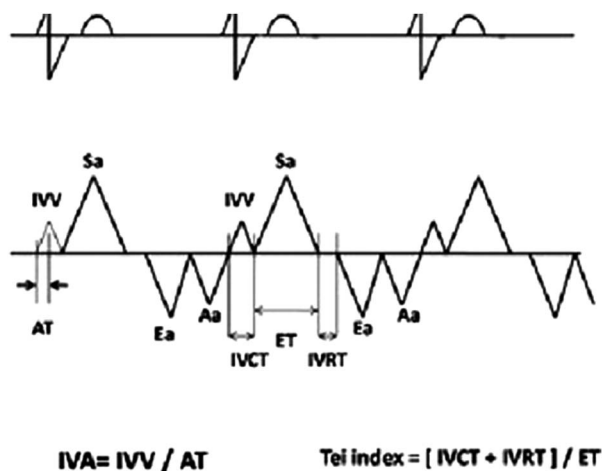 Sa Sa
IVV IVV
AT Ea Aa ET Ea Aa
IVCT IVRT
IVA= IVV / AT Tei index = [ IVCT + IVRT ] / ET